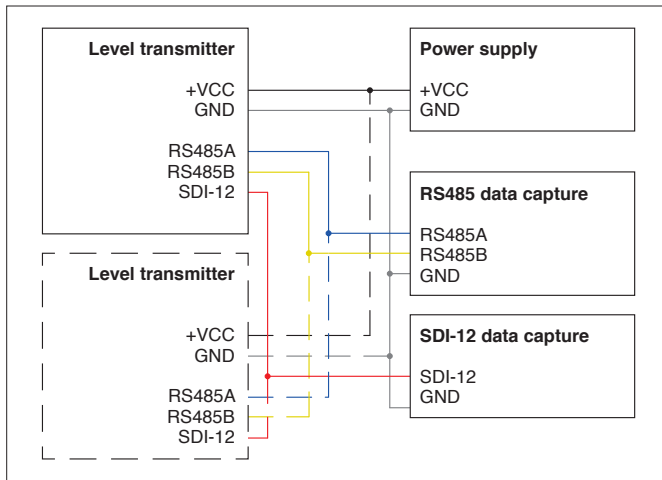 Level transmitter
+VCC
GND
RS485A
RS485B
SDI-12
Level transmitter
+VCC
GND
RS485A
RS485B
SDI-12
Power supply
+VCC
GND
RS485 data capture
RS485A
RS485B
GND
SDI-12 data capture
SDI-12
GND